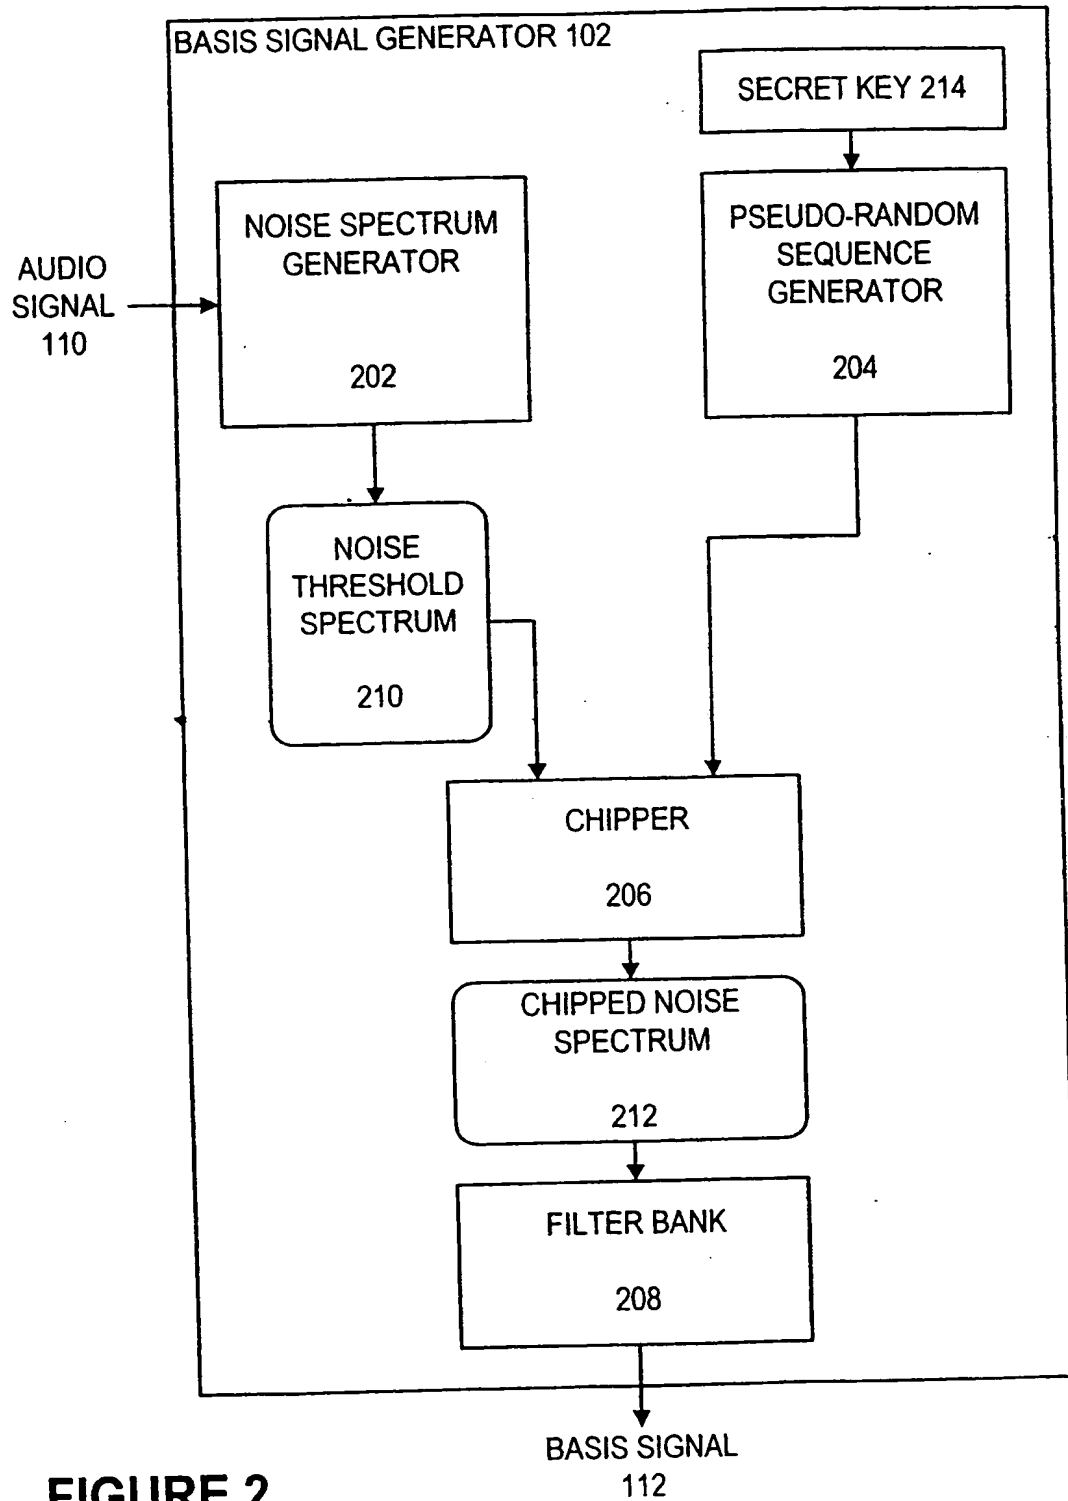 BASIS SIGNAL GENERATOR 102
SECRET KEY 214
NOISE SPECTRUM
GENERATOR
202
PSEUDO-RANDOM
SEQUENCE
GENERATOR
204
AUDIO
SIGNAL
110
NOISE
THRESHOLD
SPECTRUM
210
CHIPPER
206
CHIPPED NOISE
SPECTRUM
212
FILTER BANK
208
BASIS SIGNAL
112
FIGURE 2